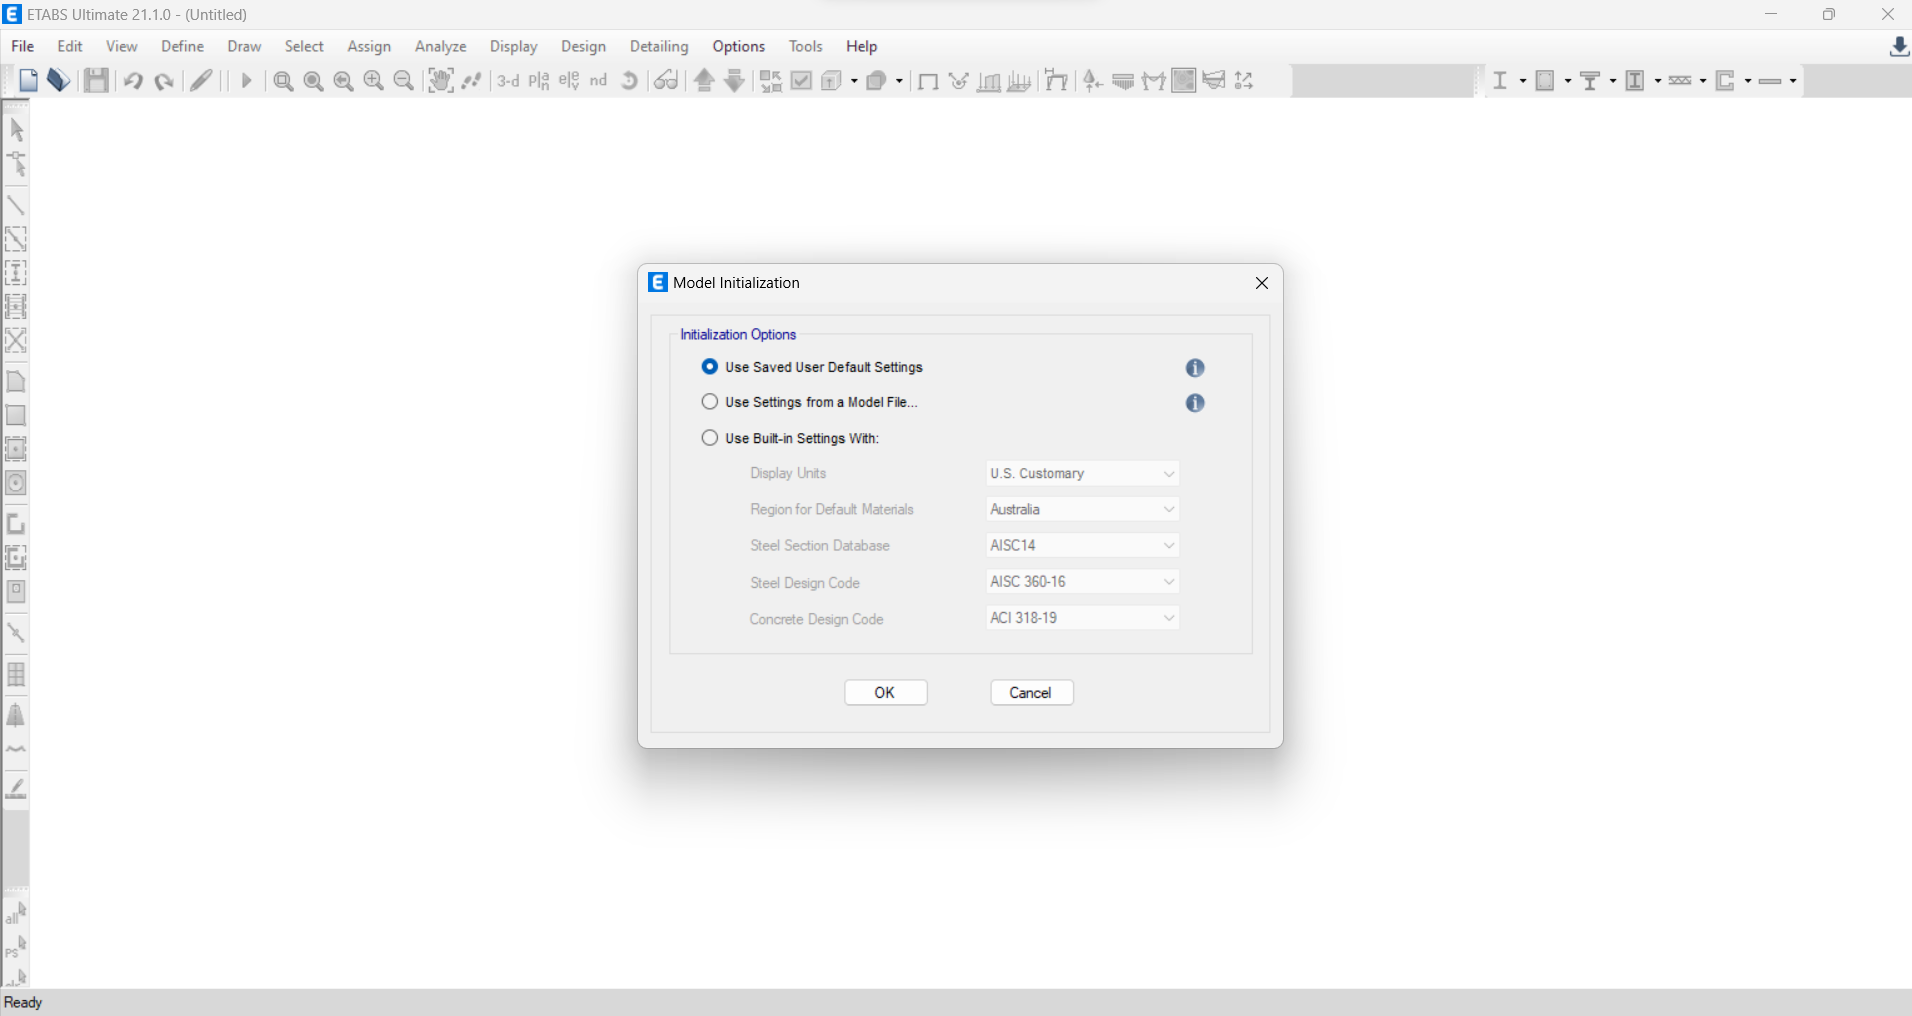 ETABS Ultimate 21.1.0 - (Untitled)
File Edit View Define Draw Select Assign Analyze Display Design Detailing Options Tools Help
3-d pla ele nd
Model Initialization
Initialization Options
Use Saved User Default Settings
Use Settings from a Model File...
Use Built-in Settings With:
Display Units U.S. Customary
Region for Default Materials Australia
Steel Section Database AISC14
Steel Design Code AISC 360-16
Concrete Design Code ACI 318-19
OK Cancel
all
PS
Ready